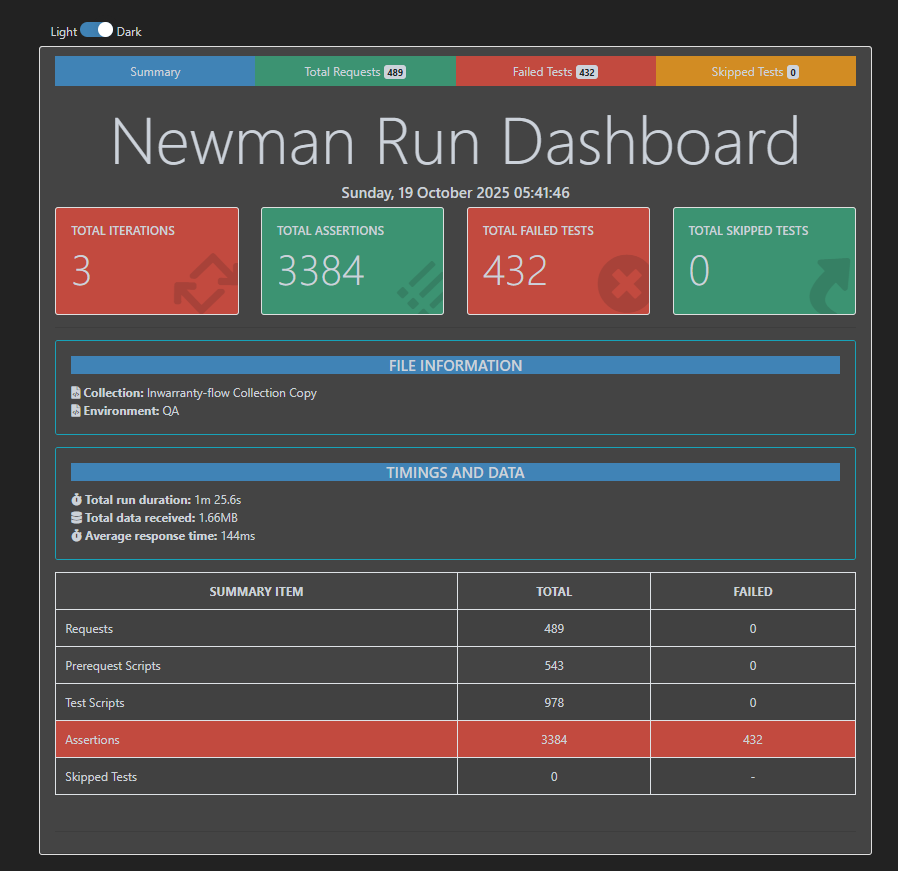 Light Dark
Summary Total Requests 489 Failed Tests 432 Skipped Tests 0
Newman Run Dashboard
Sunday, 19 October 2025 05:41:46
TOTAL ITERATIONS TOTAL ASSERTIONS TOTAL FAILED TESTS TOTAL SKIPPED TESTS
3 3384 432 0
FILE INFORMATION
Collection: Inwarranty-flow Collection Copy
Environment: QA
TIMINGS AND DATA
Total run duration: 1m 25.6s
Total data received: 1.66MB
Average response time: 144ms
SUMMARY ITEM TOTAL FAILED
Requests 489 0
Prerequest Scripts 543 0
Test Scripts 978 0
Assertions 3384 432
Skipped Tests 0 -